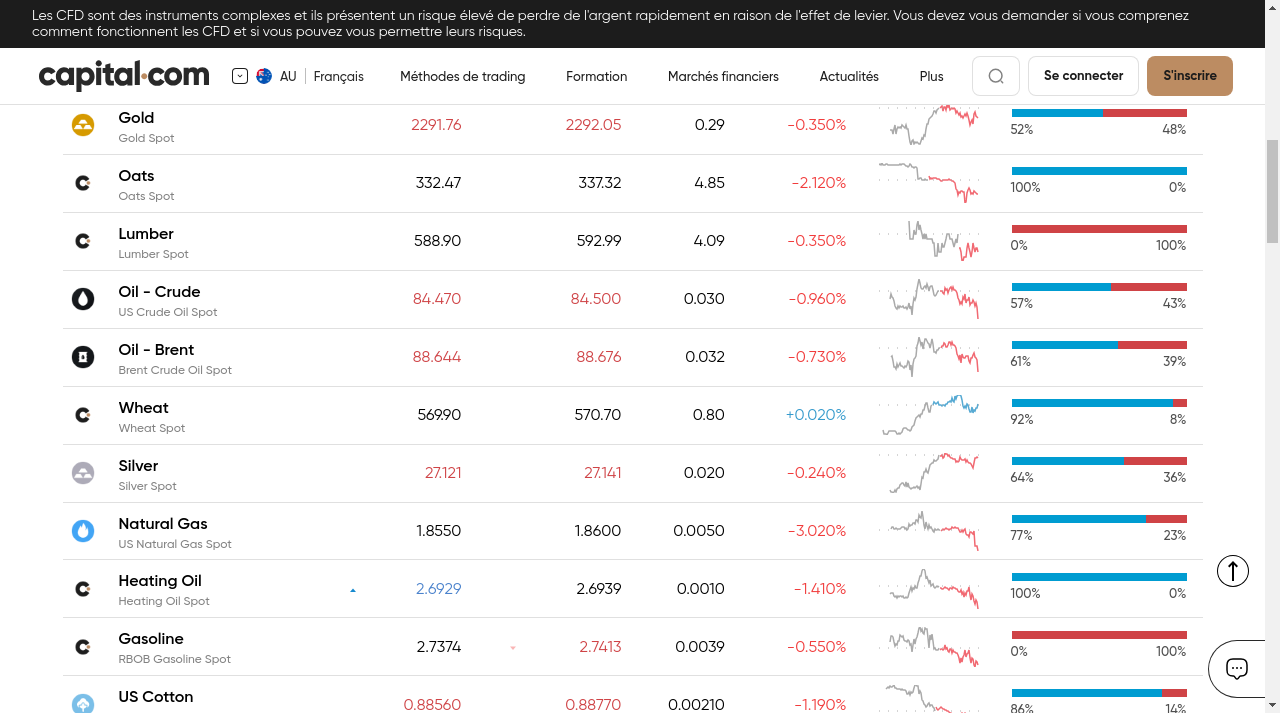 Les CFD sont des instruments complexes et ils présentent un risque élevé de perdre de l'argent rapidement en raison de l'effet de levier. Vous devez vous demander si vous comprenez
comment fonctionnent les CFD et si vous pouvez vous permettre leurs risques.
capital.com AU Français Méthodes de trading Formation Marchés financiers Actualités Plus Se connecter S'inscrire
Gold 2291.76 2292.05 0.29 -0.350%
Gold Spot 52% 48%
Oats 332.47 337.32 4.85 -2.120%
Oats Spot 100% 0%
Lumber 588.90 592.99 4.09 -0.350%
Lumber Spot 0% 100%
Oil - Crude 84.470 84.500 0.030 -0.960%
US Crude Oil Spot 57% 43%
Oil - Brent 88.644 88.676 0.032 -0.730%
Brent Crude Oil Spot 61% 39%
Wheat 569.90 570.70 0.80 +0.020%
Wheat Spot 92% 8%
Silver 27.121 27.141 0.020 -0.240%
Silver Spot 64% 36%
Natural Gas 1.8550 1.8600 0.0050 -3.020%
US Natural Gas Spot 77% 23%
Heating Oil 2.6929 2.6939 0.0010 -1.410%
Heating Oil Spot 100% 0%
Gasoline 2.7374 2.7413 0.0039 -0.550%
RBOB Gasoline Spot 0% 100%
US Cotton 0.88560 0.88770 0.00210 -1.190%
86% 14%